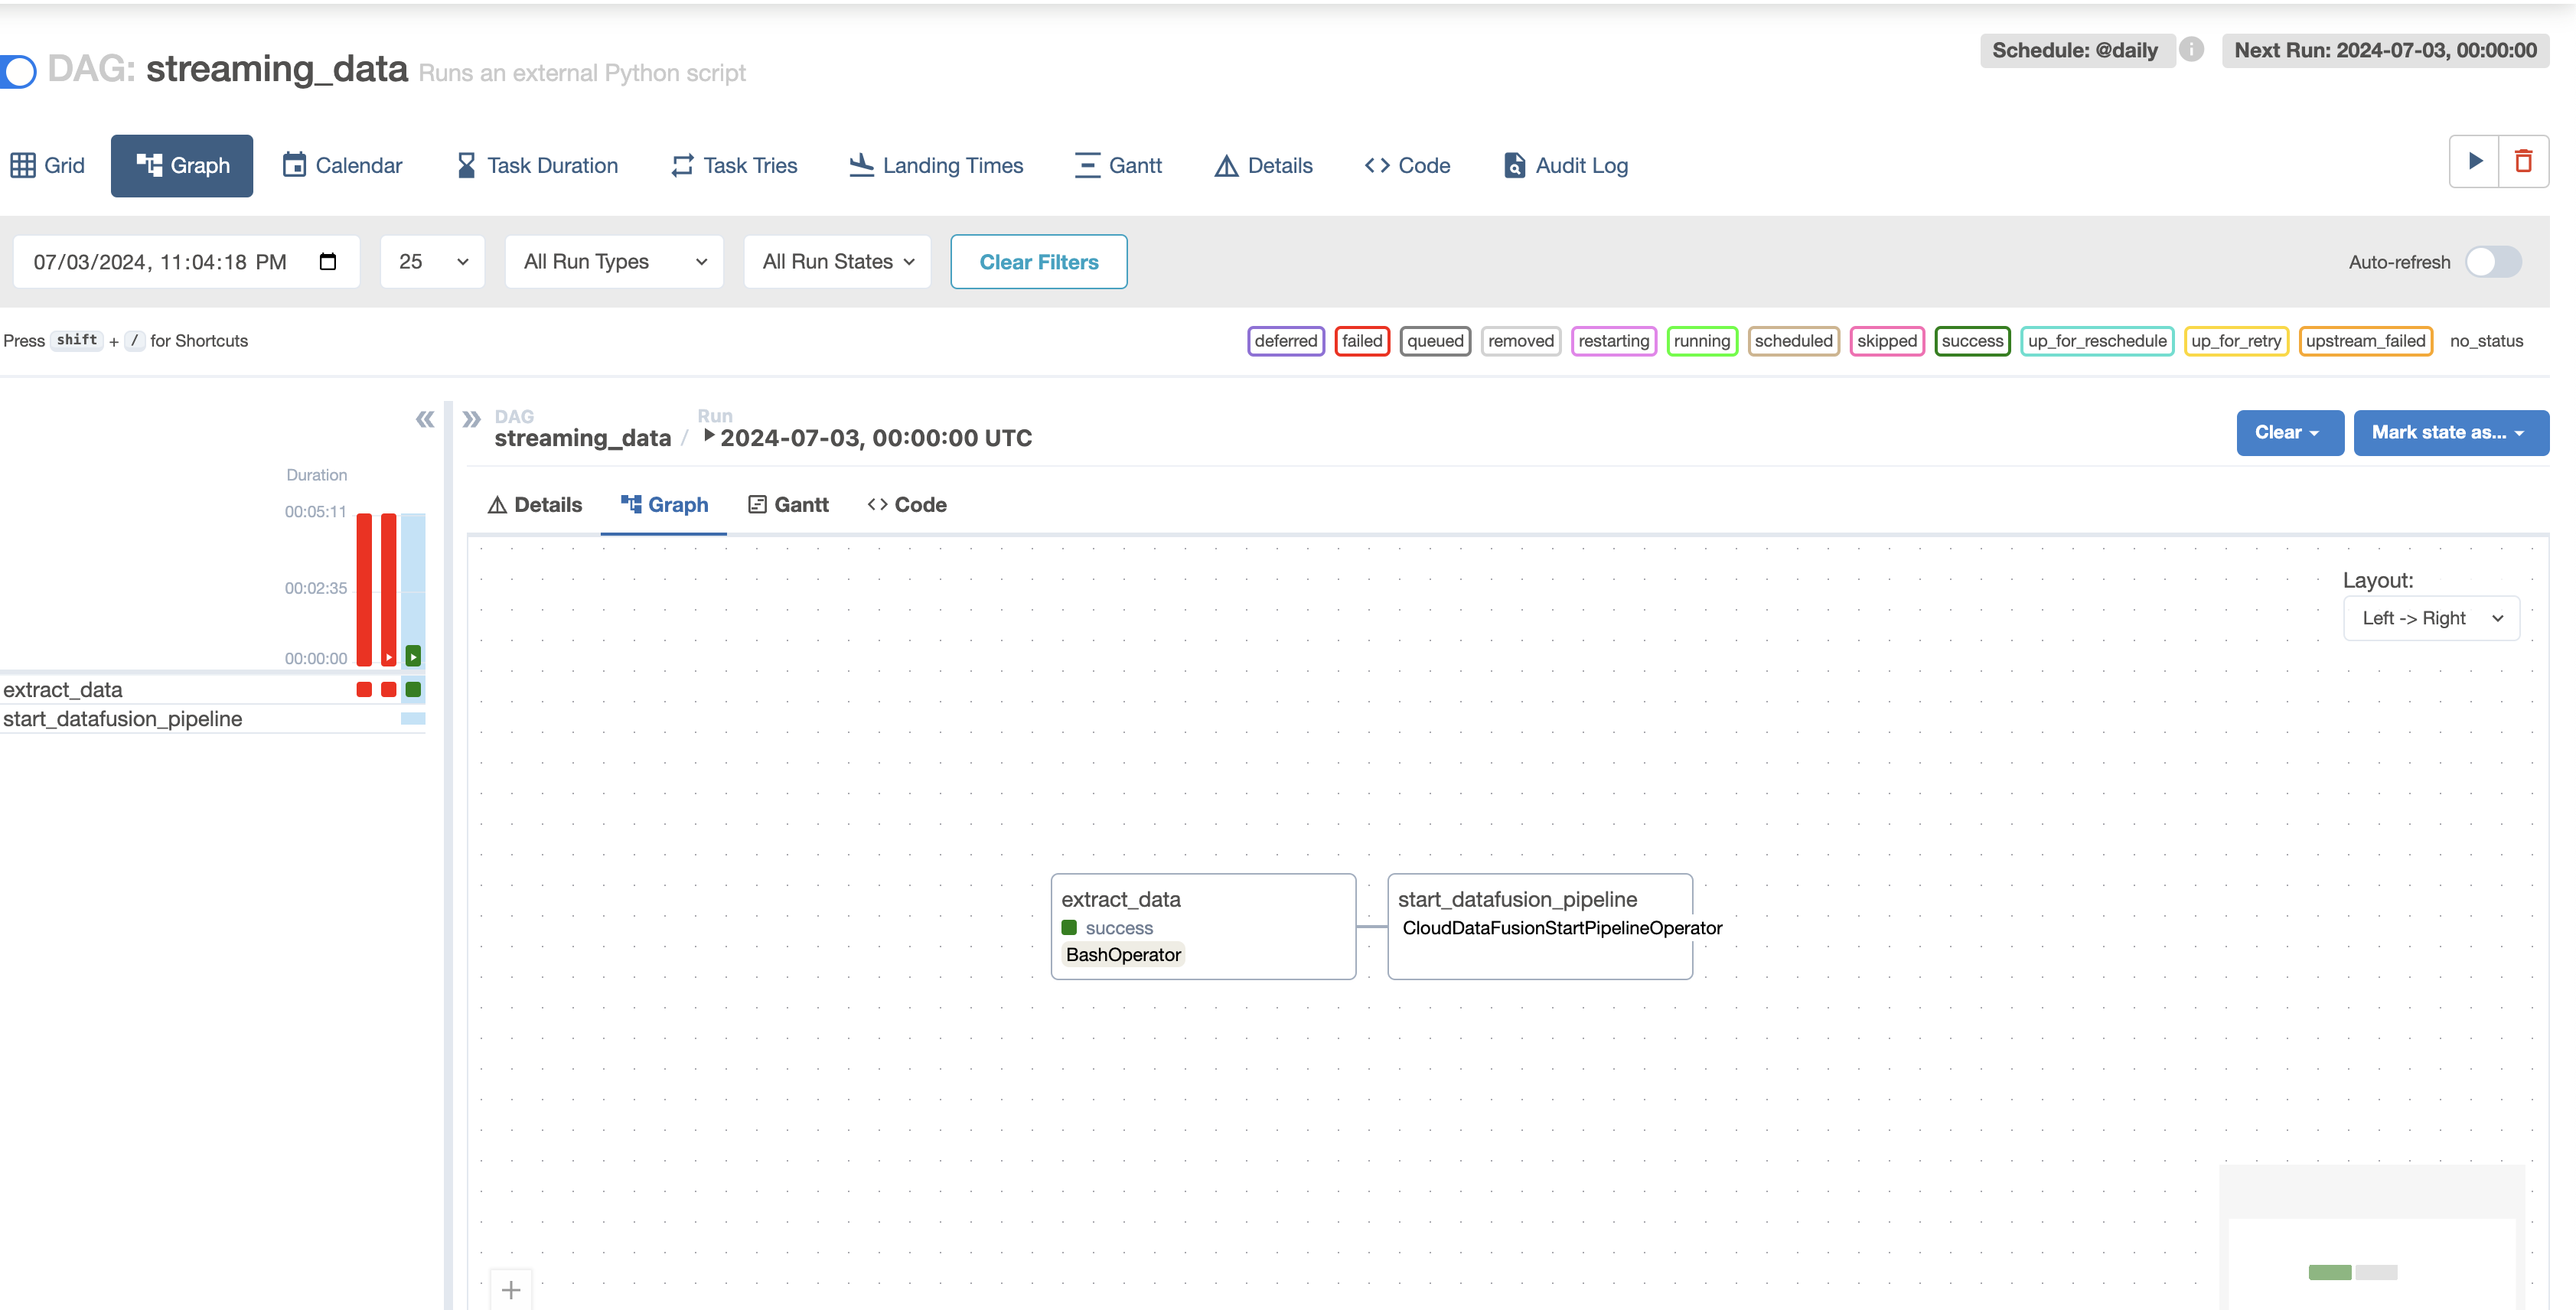 DAG: streaming_data Runs an external Python script
Schedule: @daily
Next Run: 2024-07-03, 00:00:00
Grid
Graph
Calendar
Task Duration
Task Tries
Landing Times
Gantt
Details
Code
Audit Log
07/03/2024, 11:04:18 PM
25
All Run Types
All Run States
Clear Filters
Auto-refresh
Press shift + / for Shortcuts
deferred
failed
queued
removed
restarting
running
scheduled
skipped
success
up_for_reschedule
up_for_retry
upstream_failed
no_status
DAG
streaming_data /
Run
2024-07-03, 00:00:00 UTC
Clear
Mark state as...
Duration
00:05:11
00:02:35
00:00:00
extract_data
start_datafusion_pipeline
Details
Graph
Gantt
Code
Layout:
Left -> Right
extract_data
success
BashOperator
start_datafusion_pipeline
CloudDataFusionStartPipelineOperator